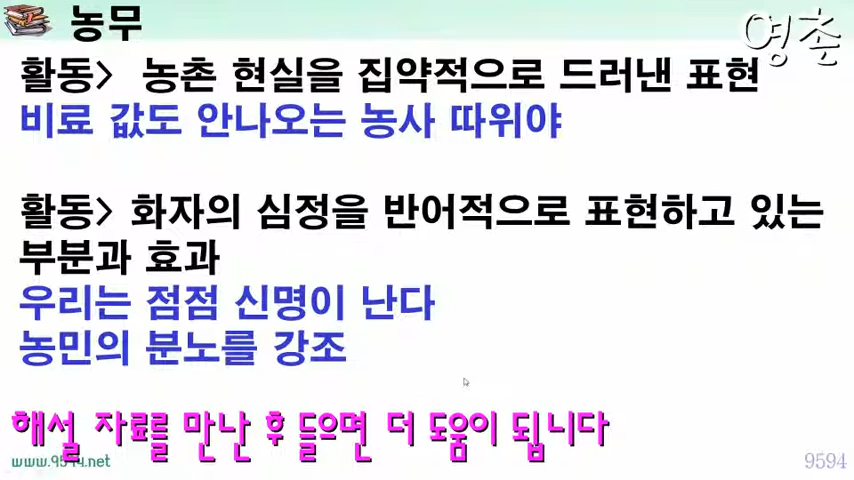 농무
영촌
활동> 농촌 현실을 집약적으로 드러낸 표현
비료 값도 안나오는 농사 따위야
활동> 화자의 심정을 반어적으로 표현하고 있는
부분과 효과
우리는 점점 신명이 난다
농민의 분노를 강조
해설 자료를 만난 후 들으면 더 도움이 됩니다
www.9594.net
9594